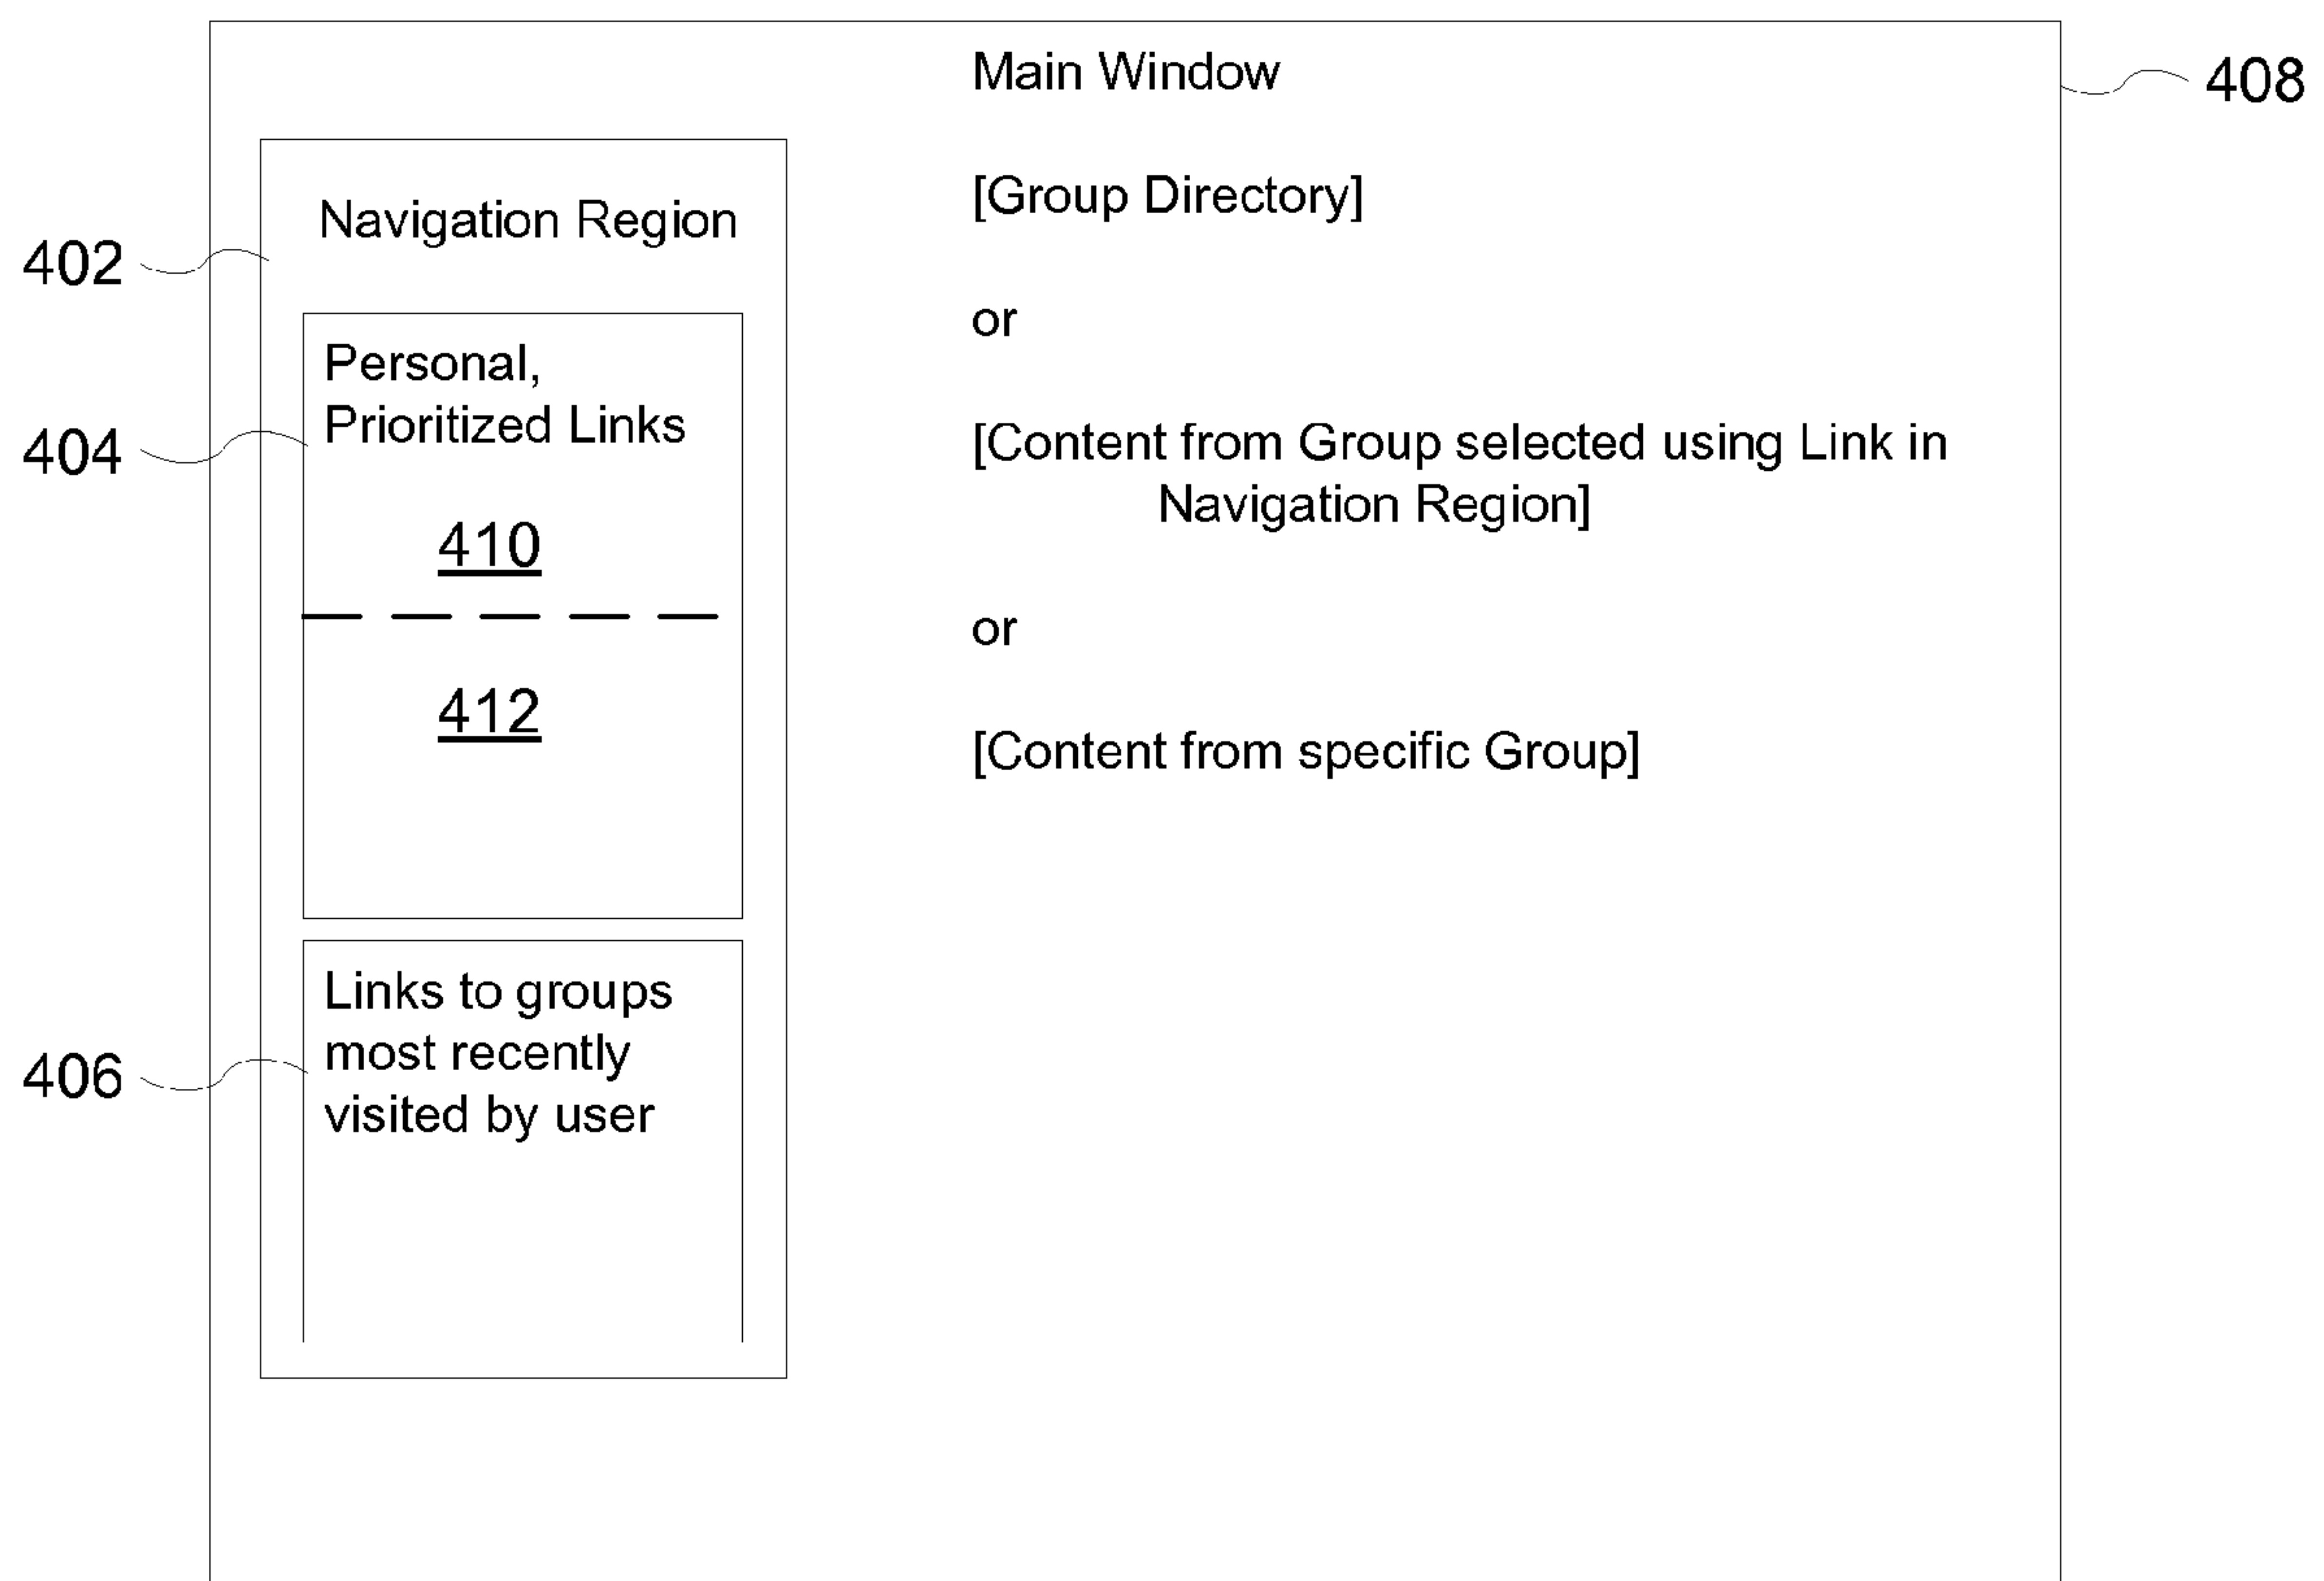 Main Window
408
[Group Directory]
Navigation Region
402
or
Personal,
Prioritized Links
404
[Content from Group selected using Link in
Navigation Region]
410
or
412
[Content from specific Group]
Links to groups
most recently
visited by user
406